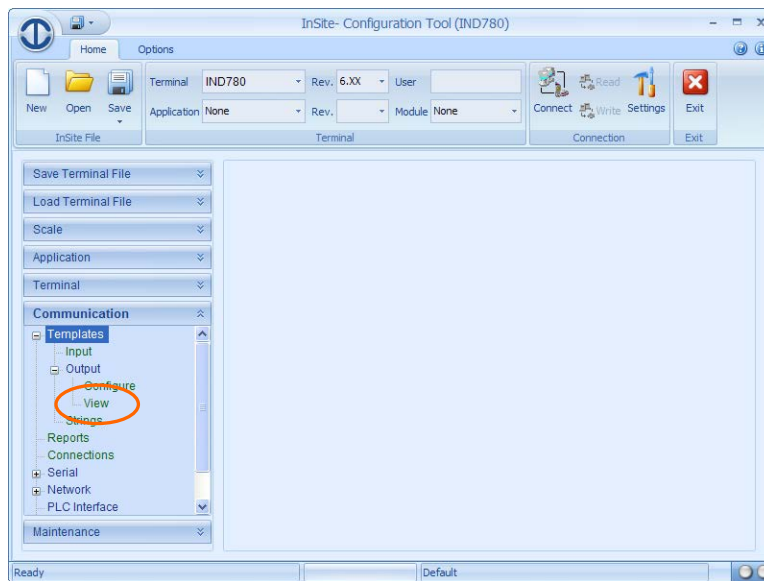 InSite- Configuration Tool (IND780)
Home Options
Terminal IND780 Rev. 6.XX User
New Open Save
Application None Rev. Module None
Connect Read Write Settings Exit
InSite File Terminal Connection Exit
Save Terminal File
Load Terminal File
Scale
Application
Terminal
Communication
Templates
Input
Output
Configure
View
Strings
Reports
Connections
Serial
Network
PLC Interface
Maintenance
Ready Default